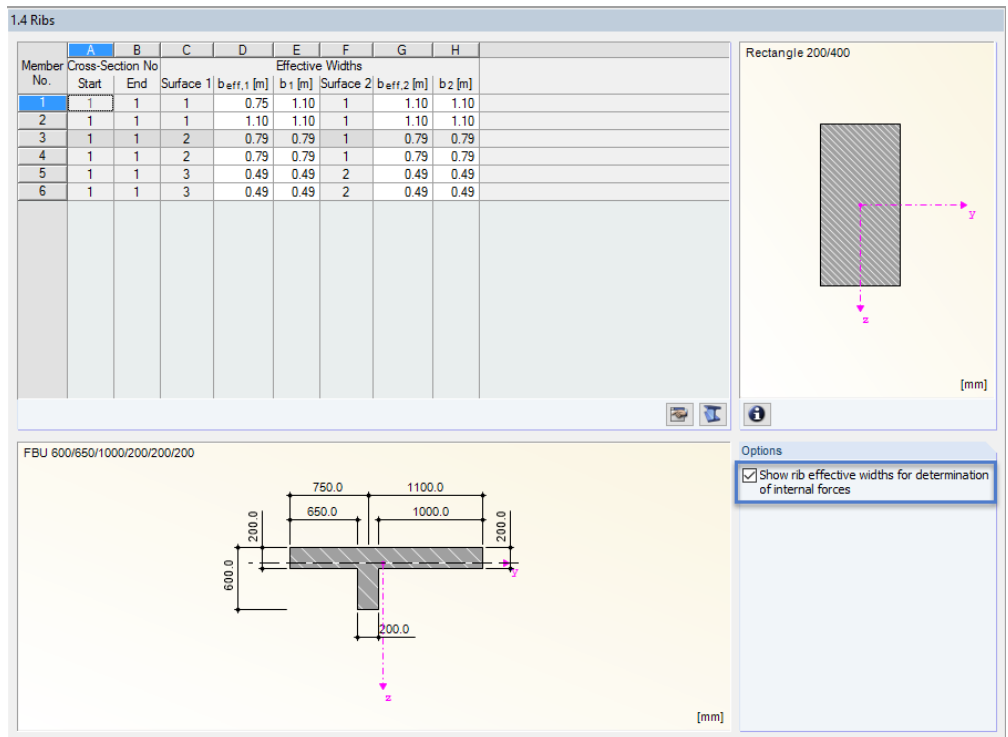 1.4 Ribs
A B C D E F G H
Member Cross-Section No Effective Widths
No. Start End Surface 1 beff,1 [m] b1 [m] Surface 2 beff,2 [m] b2 [m]
1 1 1 1 0.75 1.10 1 1.10 1.10
2 1 1 1 1.10 1.10 1 1.10 1.10
3 1 1 2 0.79 0.79 1 0.79 0.79
4 1 1 2 0.79 0.79 1 0.79 0.79
5 1 1 3 0.49 0.49 2 0.49 0.49
6 1 1 3 0.49 0.49 2 0.49 0.49
Rectangle 200/400
y
z
[mm]
FBU 600/650/1000/200/200/200
750.0 1100.0
650.0 1000.0
200.0
200.0
600.0
y
200.0
z
[mm]
Options
Show rib effective widths for determination
of internal forces